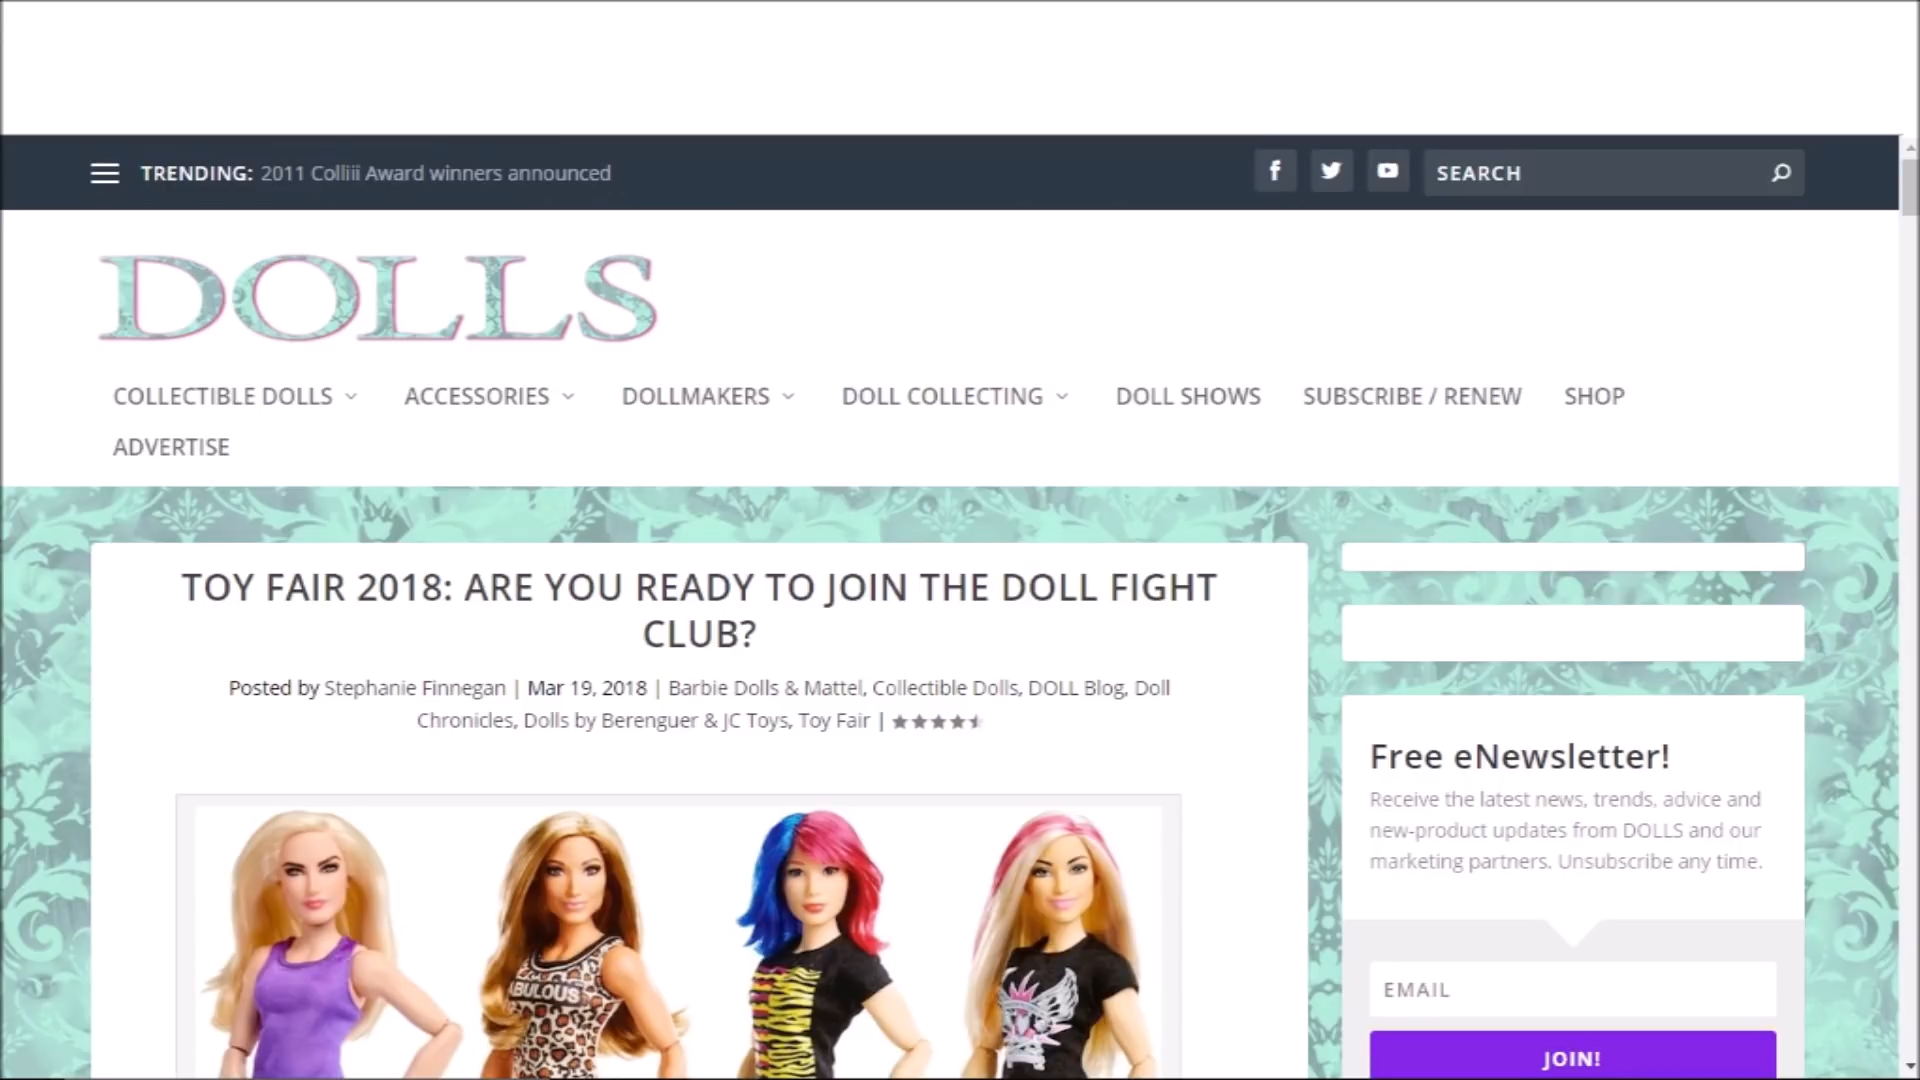 TRENDING: 2011 Colliii Award winners announced
SEARCH
DOLLS
COLLECTIBLE DOLLS ACCESSORIES DOLLMAKERS DOLL COLLECTING DOLL SHOWS SUBSCRIBE / RENEW SHOP
ADVERTISE
TOY FAIR 2018: ARE YOU READY TO JOIN THE DOLL FIGHT
CLUB?
Posted by Stephanie Finnegan | Mar 19, 2018 | Barbie Dolls & Mattel, Collectible Dolls, DOLL Blog, Doll
Chronicles, Dolls by Berenguer & JC Toys, Toy Fair |
ABULOUS
Free eNewsletter!
Receive the latest news, trends, advice and
new-product updates from DOLLS and our
marketing partners. Unsubscribe any time.
EMAIL
JOIN!